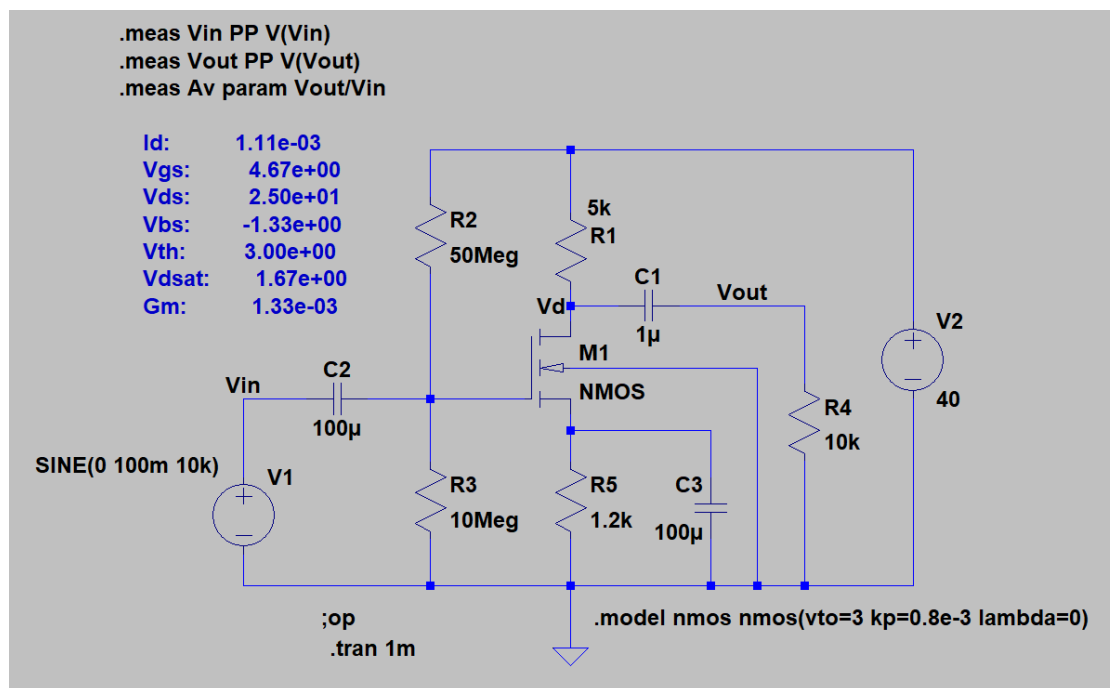 .meas Vin PP V(Vin)
.meas Vout PP V(Vout)
.meas Av param Vout/Vin
Id: 1.11e-03
Vgs: 4.67e+00
Vds: 2.50e+01
Vbs: -1.33e+00
Vth: 3.00e+00
Vdsat: 1.67e+00
Gm: 1.33e-03
R2
50Meg
5k
R1
C1
1µ
Vd
Vout
V2
40
M1
NMOS
C2
100µ
Vin
R4
10k
SINE(0 100m 10k)
V1
R3
10Meg
R5
1.2k
C3
100µ
;op
.tran 1m
.model nmos nmos(vto=3 kp=0.8e-3 lambda=0)